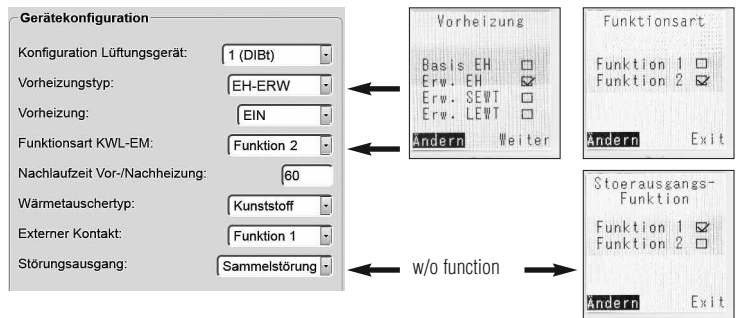 Gerätekonfiguration
Konfiguration Lüftungsgerät: 1 (DIBt)
Vorheizungstyp: EH-ERW
Vorheizung: EIN
Funktionsart KWL-EM: Funktion 2
Nachlaufzeit Vor-/Nachheizung: 60
Wärmetauschertyp: Kunststoff
Externer Kontakt: Funktion 1
Störungsausgang: Sammelstörung
w/o function
Vorheizung
Basis EH
Erw. EH
Erw. SEWT
Erw. LEWT
Ändern Weiter
Funktionsart
Funktion 1
Funktion 2
Ändern Exit
Stoerausgangs-
Funktion
Funktion 1
Funktion 2
Ändern Exit